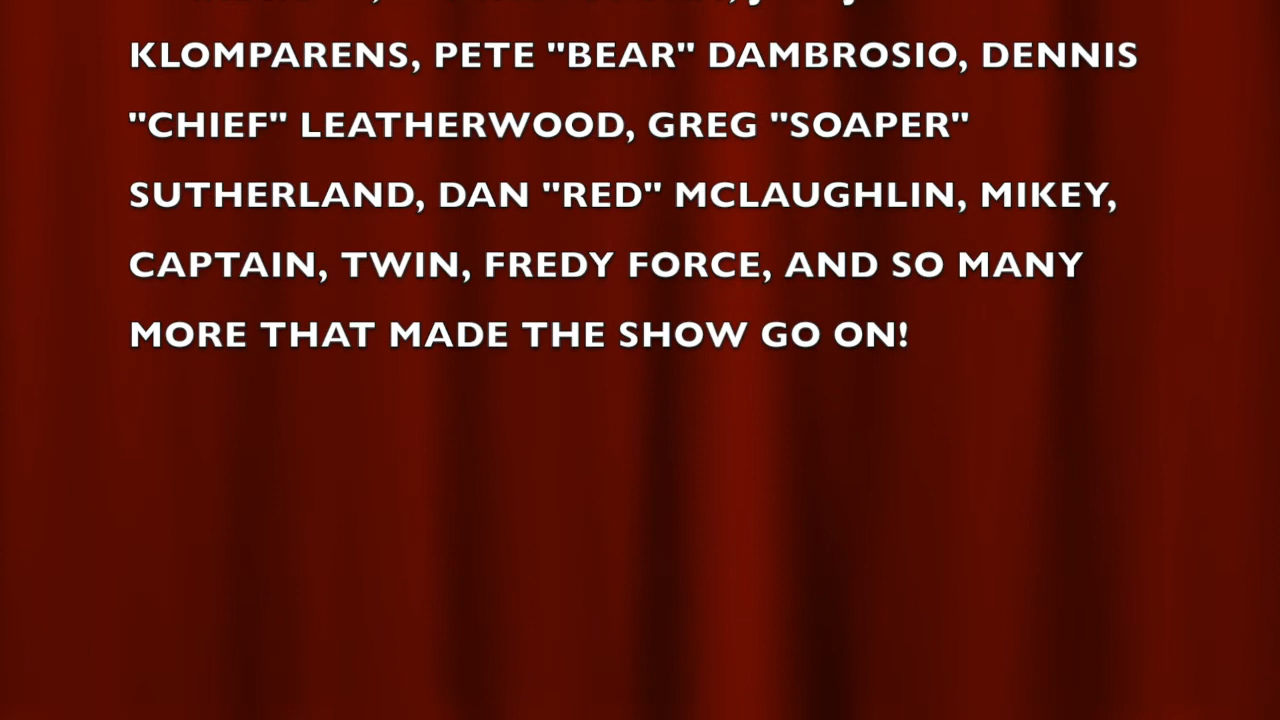 KLOMPARENS, PETE "BEAR" DAMBROSIO, DENNIS
"CHIEF" LEATHERWOOD, GREG "SOAPER"
SUTHERLAND, DAN "RED" MCLAUGHLIN, MIKEY,
CAPTAIN, TWIN, FREDY FORCE, AND SO MANY
MORE THAT MADE THE SHOW GO ON!